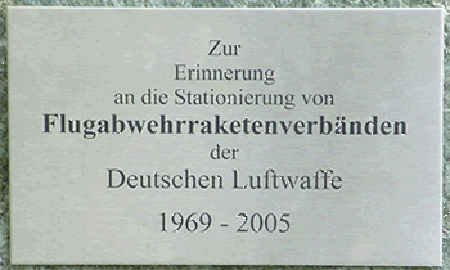 Zur
Erinnerung
an die Stationierung von
Flugabwehrraketenverbänden
der
Deutschen Luftwaffe
1969 - 2005